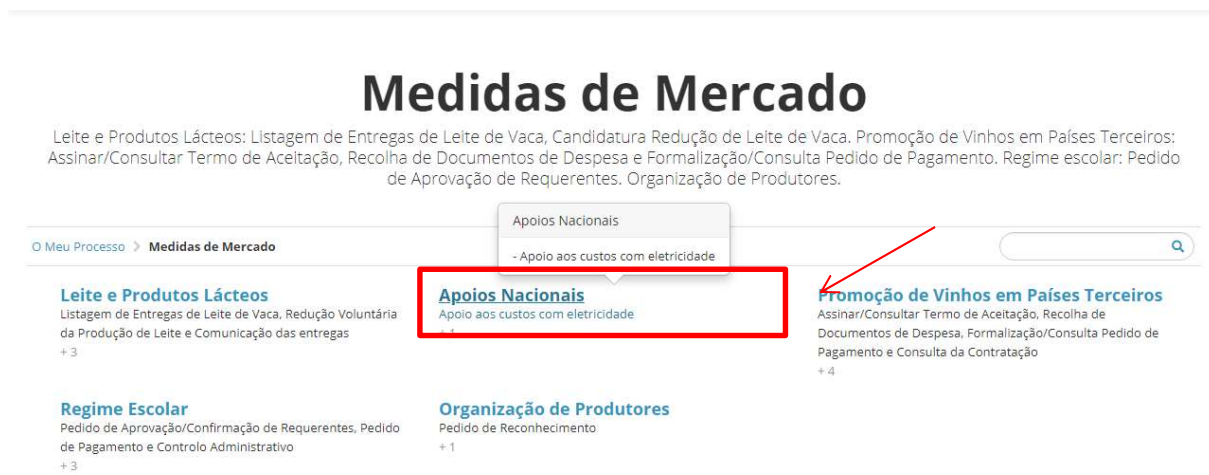 Medidas de Mercado
Leite e Produtos Lácteos: Listagem de Entregas de Leite de Vaca, Candidatura Redução de Leite de Vaca. Promoção de Vinhos em Países Terceiros:
Assinar/Consultar Termo de Aceitação, Recolha de Documentos de Despesa e Formalização/Consulta Pedido de Pagamento. Regime escolar: Pedido
de Aprovação de Requerentes. Organização de Produtores.
Apoios Nacionais
- Apoio aos custos com eletricidade
O Meu Processo > Medidas de Mercado
Leite e Produtos Lácteos
Listagem de Entregas de Leite de Vaca, Redução Voluntária
da Produção de Leite e Comunicação das entregas
+ 3
Apoios Nacionais
Apoio aos custos com eletricidade
+ 1
Promoção de Vinhos em Países Terceiros
Assinar/Consultar Termo de Aceitação, Recolha de
Documentos de Despesa, Formalização/Consulta Pedido de
Pagamento e Consulta da Contratação
+ 4
Regime Escolar
Pedido de Aprovação/Confirmação de Requerentes, Pedido
de Pagamento e Controlo Administrativo
+ 3
Organização de Produtores
Pedido de Reconhecimento
+ 1